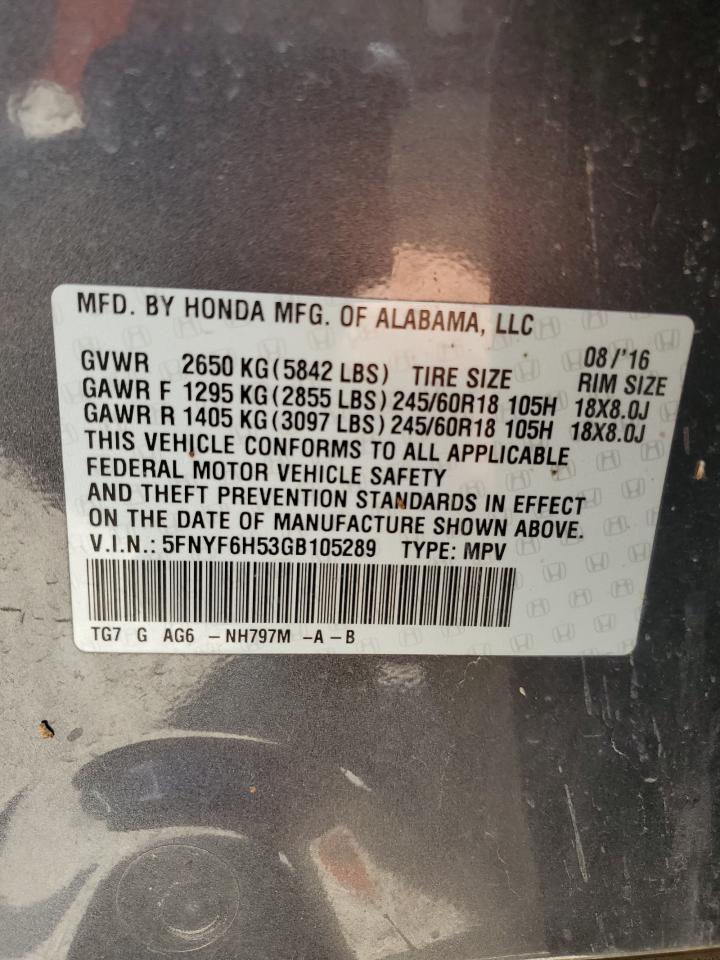 MFD. BY HONDA MFG. OF ALABAMA, LLC
08/'16
GVWR 2650 KG(5842 LBS) TIRE SIZE RIM SIZE
GAWR F 1295 KG(2855 LBS) 245/60R18 105H 18X8.0J
GAWR R 1405 KG(3097 LBS) 245/60R18 105H 18X8.0J
THIS VEHICLE CONFORMS TO ALL APPLICABLE
FEDERAL MOTOR VEHICLE SAFETY
AND THEFT PREVENTION STANDARDS IN EFFECT
ON THE DATE OF MANUFACTURE SHOWN ABOVE.
V.I.N.: 5FNYF6H53GB105289 TYPE: MPV
TG7 G AG6 -NH797M -A -B